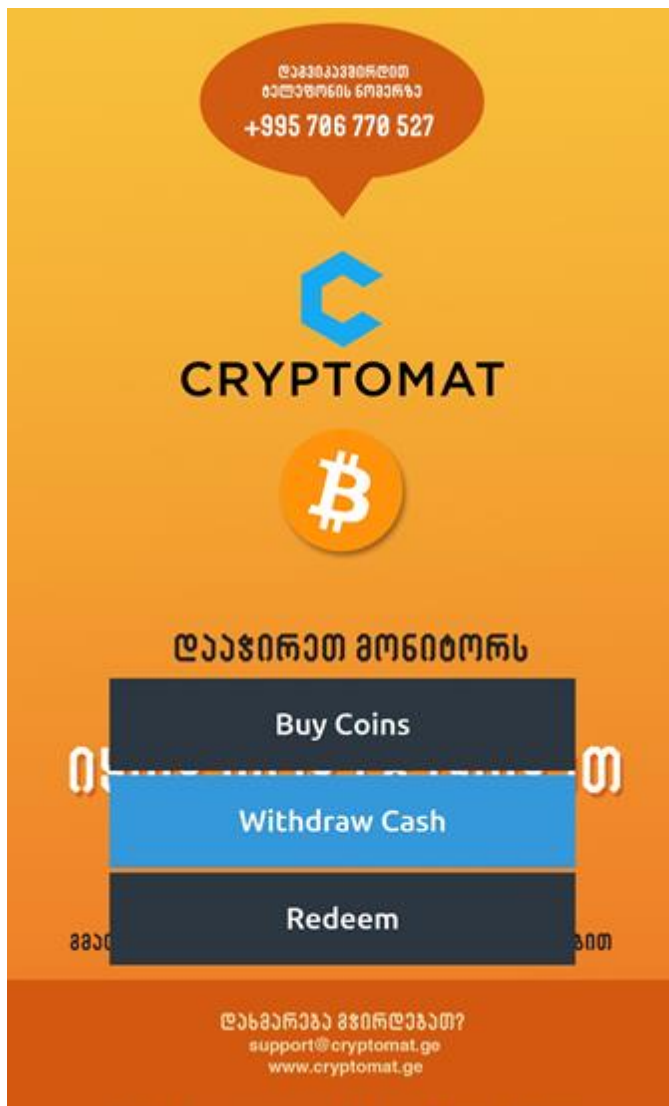 დაგვიკავშირდით
ტელეფონის ნომერზე
+995 706 770 527
CRYPTOMAT
დააჭირეთ მონიტორს
Buy Coins
Withdraw Cash
Redeem
დახმარება გჭირდებათ?
support@cryptomat.ge
www.cryptomat.ge